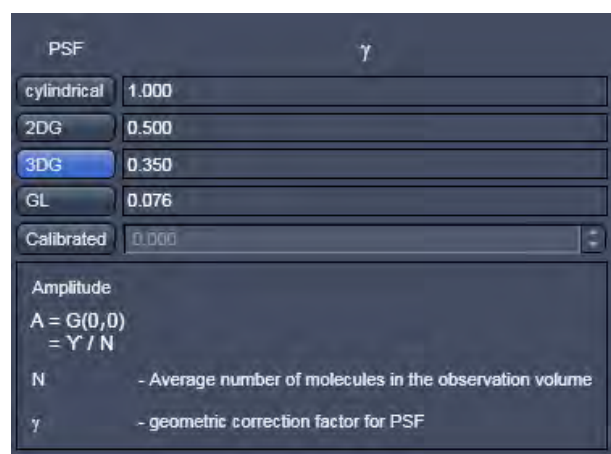 PSF γ
cylindrical 1.000
2DG 0.500
3DG 0.350
GL 0.076
Calibrated 0.000
Amplitude
A = G(0,0)
= ϒ / N
N - Average number of molecules in the observation volume
γ - geometric correction factor for PSF